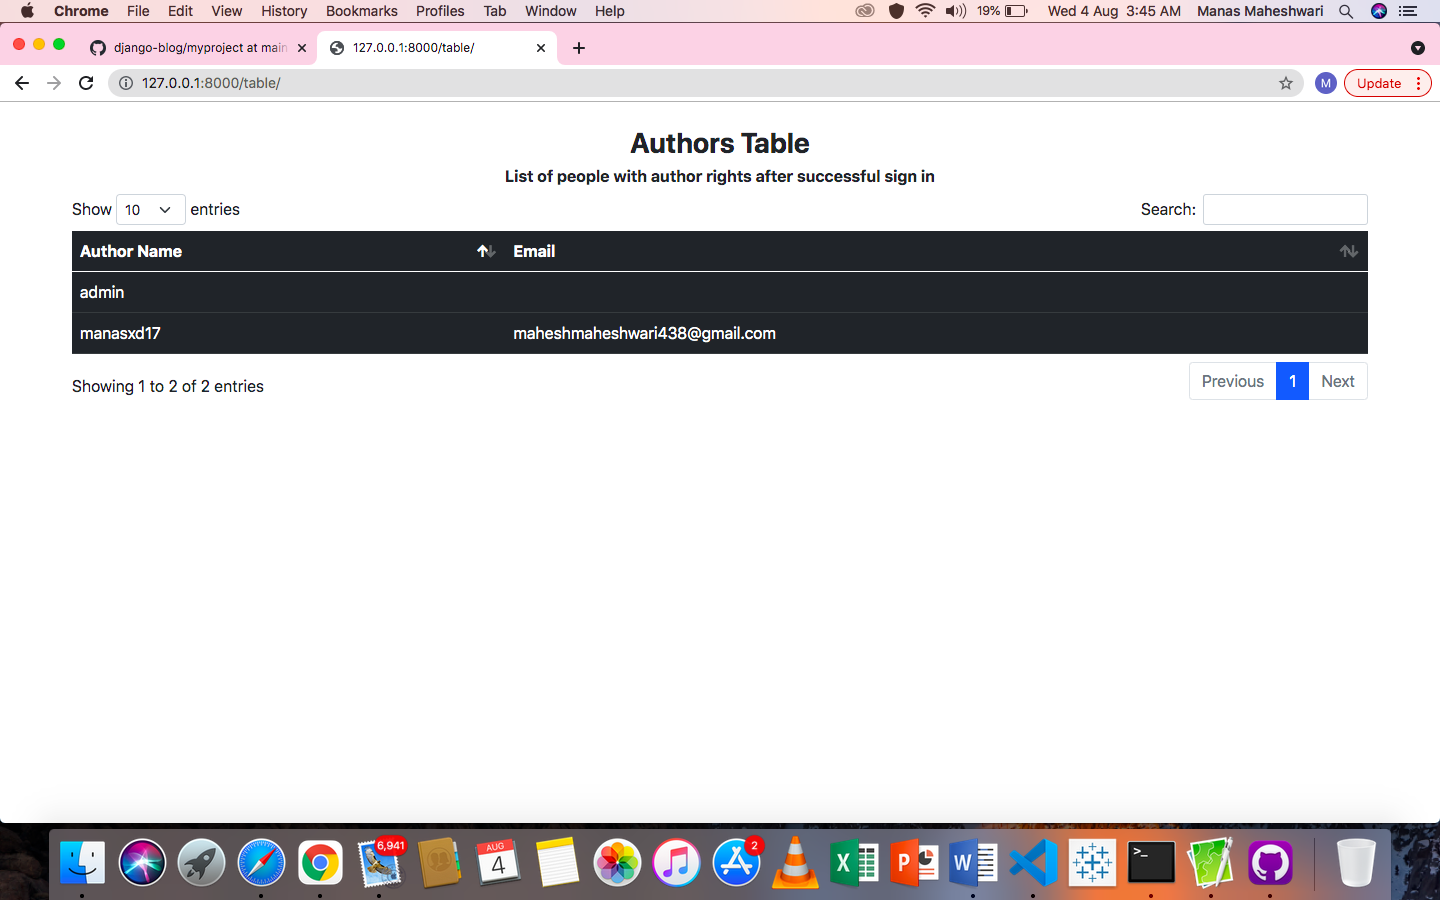 Chrome File Edit View History Bookmarks Profiles Tab Window Help 19% Wed 4 Aug 3:45 AM Manas Maheshwari
django-blog/myproject at main 127.0.0.1:8000/table/
127.0.0.1:8000/table/ M Update
Authors Table
List of people with author rights after successful sign in
Show 10 entries Search:
Author Name Email
admin
manasxd17 maheshmaheshwari438@gmail.com
Showing 1 to 2 of 2 entries Previous 1 Next
6,941 AUG 4 2 X P W >_